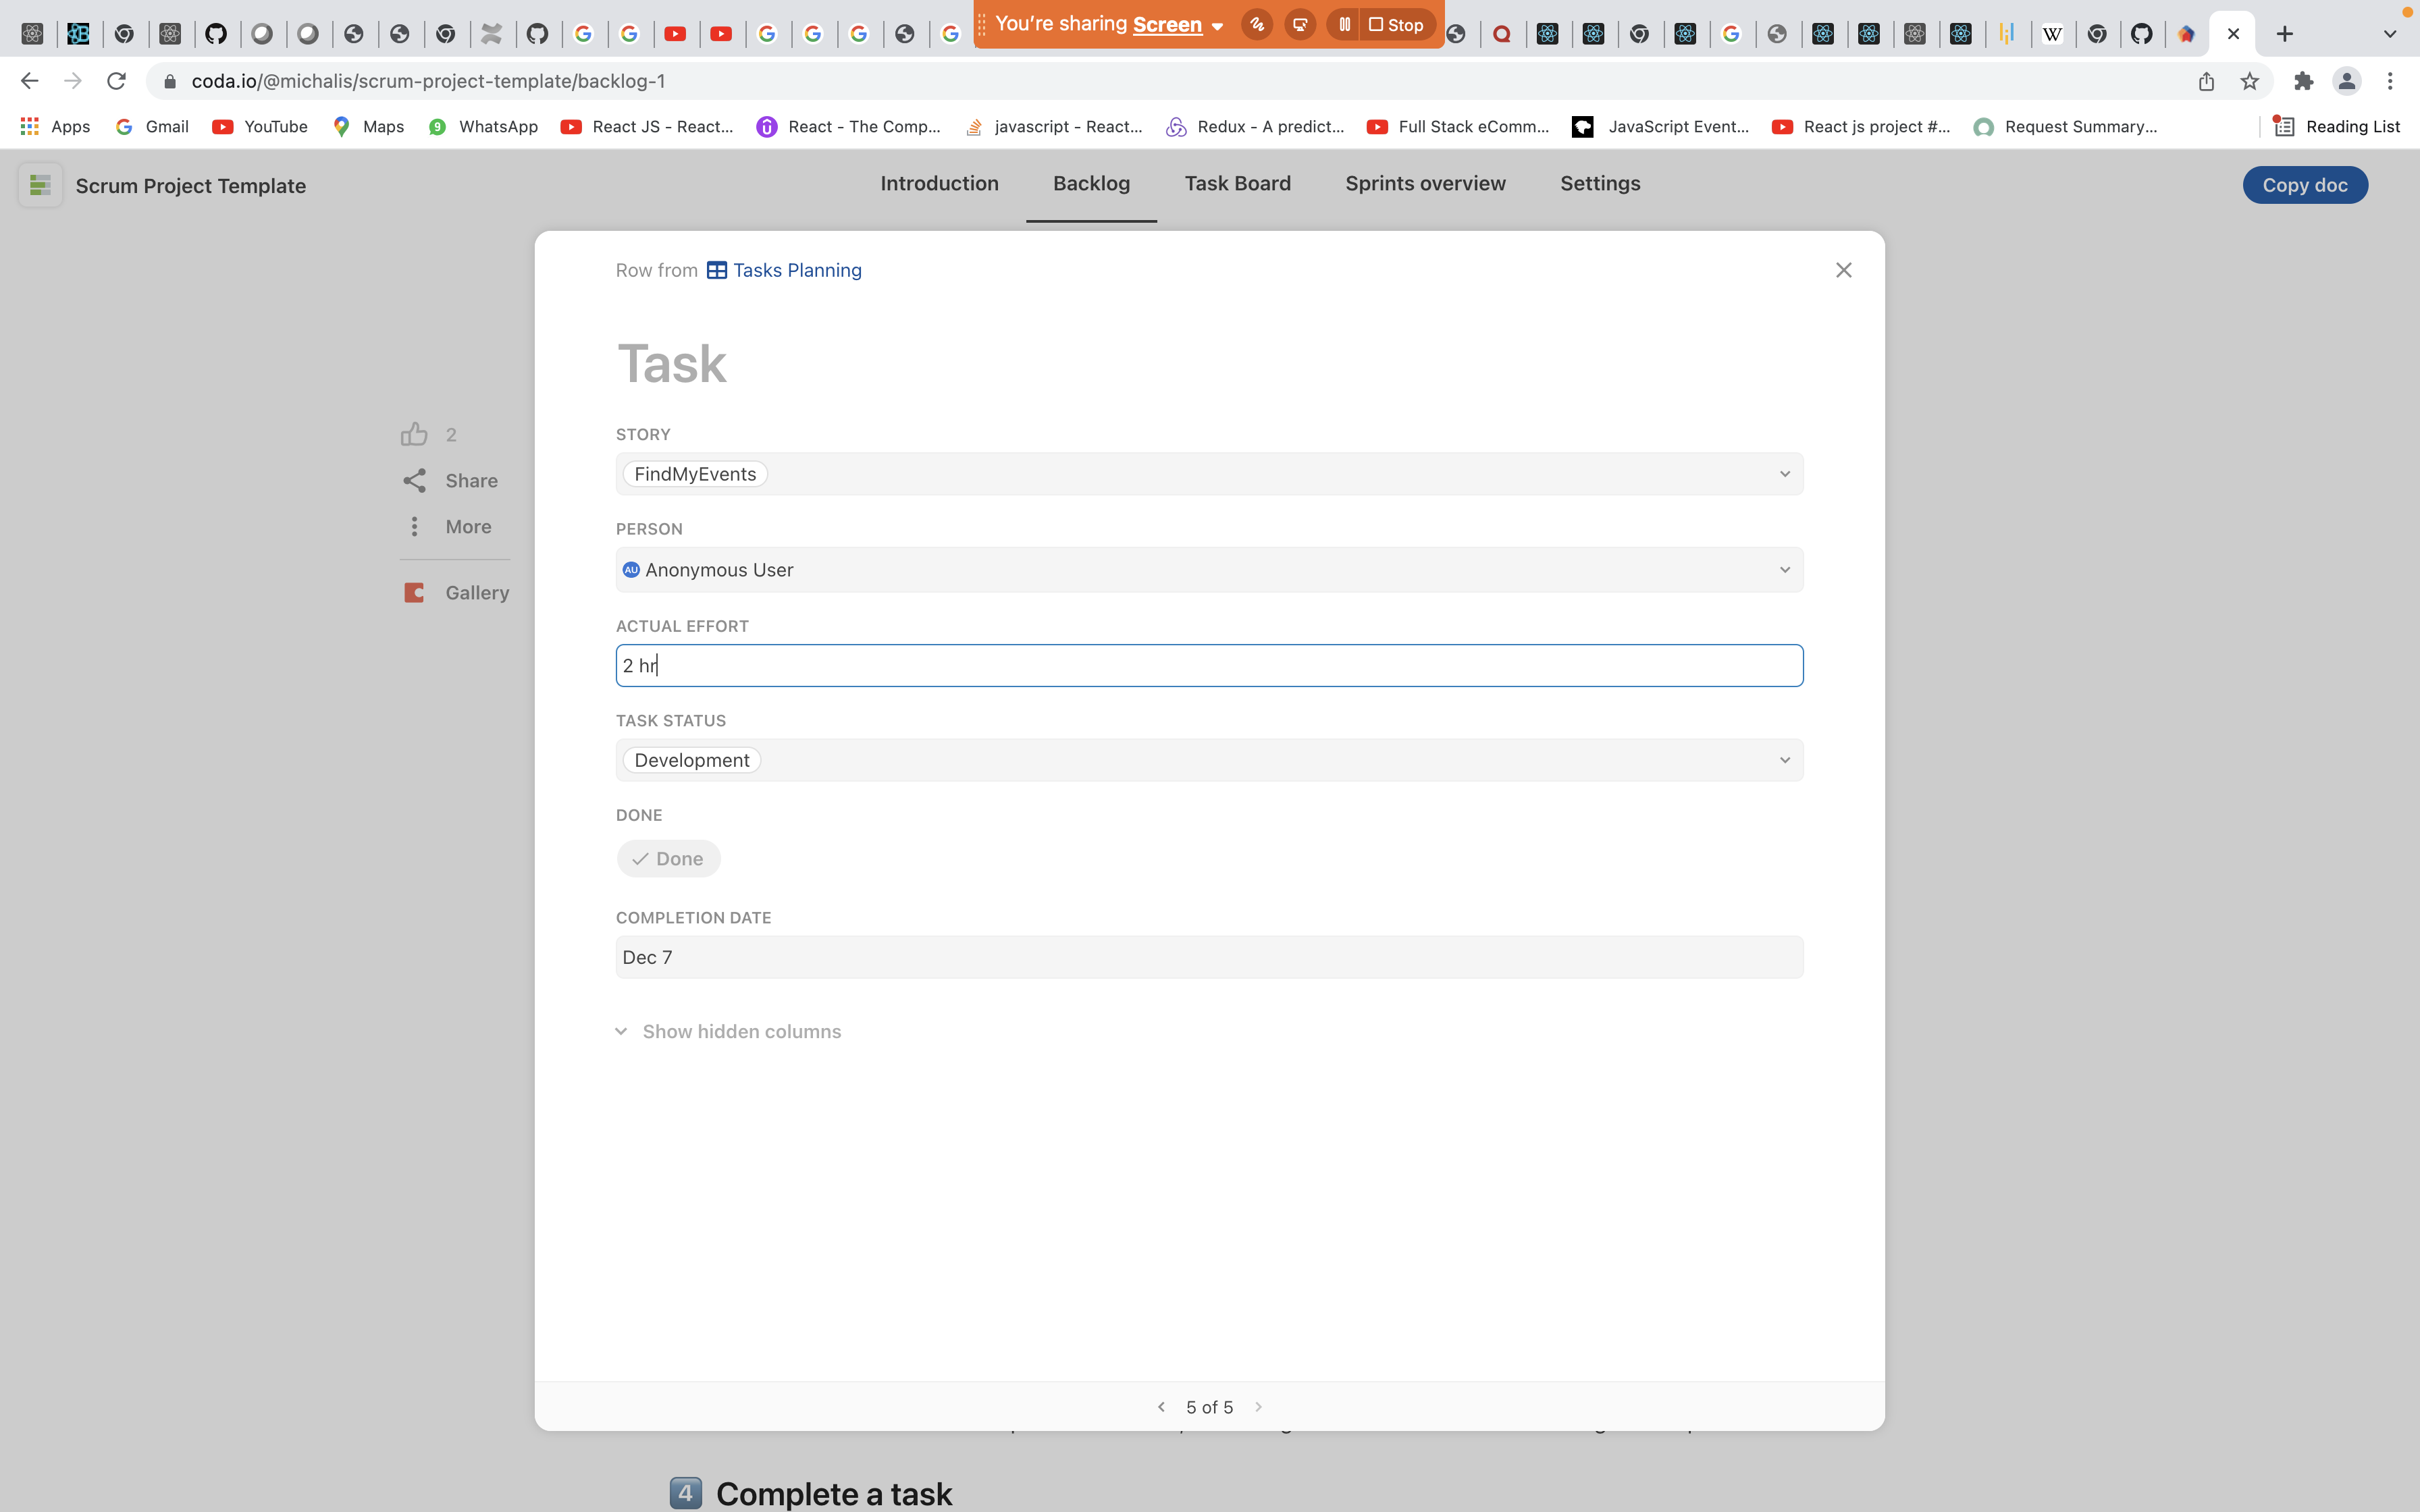 You're sharing Screen
Stop
coda.io/@michalis/scrum-project-template/backlog-1
Apps
Gmail
YouTube
Maps
9
WhatsApp
React JS - React...
React - The Comp...
javascript - React...
Redux - A predict...
Full Stack eComm...
JavaScript Event...
React js project #...
Request Summary...
Reading List
Scrum Project Template
Introduction
Backlog
Task Board
Sprints overview
Settings
Copy doc
Row from Tasks Planning
Task
2
Share
More
Gallery
STORY
FindMyEvents
PERSON
AU Anonymous User
ACTUAL EFFORT
2 hr
TASK STATUS
Development
DONE
Done
COMPLETION DATE
Dec 7
Show hidden columns
5 of 5
4 Complete a task